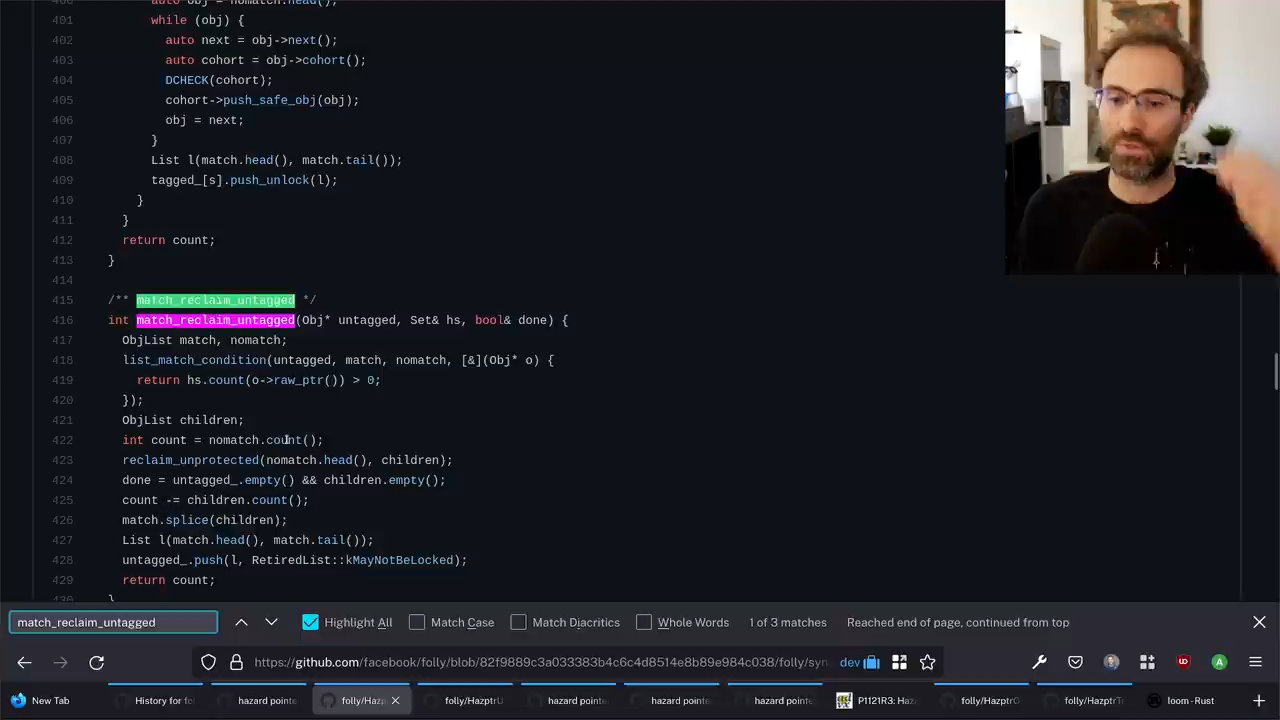 400 auto obj = nomatch.head();
401 while (obj) {
402 auto next = obj->next();
403 auto cohort = obj->cohort();
404 DCHECK(cohort);
405 cohort->push_safe_obj(obj);
406 obj = next;
407 }
408 List l(match.head(), match.tail());
409 tagged_[s].push_unlock(l);
410 }
411 }
412 return count;
413 }
414
415 /** match_reclaim_untagged */
416 int match_reclaim_untagged(Obj* untagged, Set& hs, bool& done) {
417 ObjList match, nomatch;
418 list_match_condition(untagged, match, nomatch, [&](Obj* o) {
419 return hs.count(o->raw_ptr()) > 0;
420 });
421 ObjList children;
422 int count = nomatch.count();
423 reclaim_unprotected(nomatch.head(), children);
424 done = untagged_.empty() && children.empty();
425 count -= children.count();
426 match.splice(children);
427 List l(match.head(), match.tail());
428 untagged_.push(l, RetiredList::kMayNotBeLocked);
429 return count;
430 }
match_reclaim_untagged Highlight All Match Case Match Diacritics Whole Words 1 of 3 matches Reached end of page, continued from top
https://github.com/facebook/folly/blob/82f9889c3a033383b4c6c4d8514e8b89e984c038/folly/syn dev
New Tab History for fo hazard pointe folly/Hazp folly/HazptrU hazard pointe hazard pointe hazard pointe P1121R3: Haz folly/HazptrO folly/HazptrTr loom - Rust